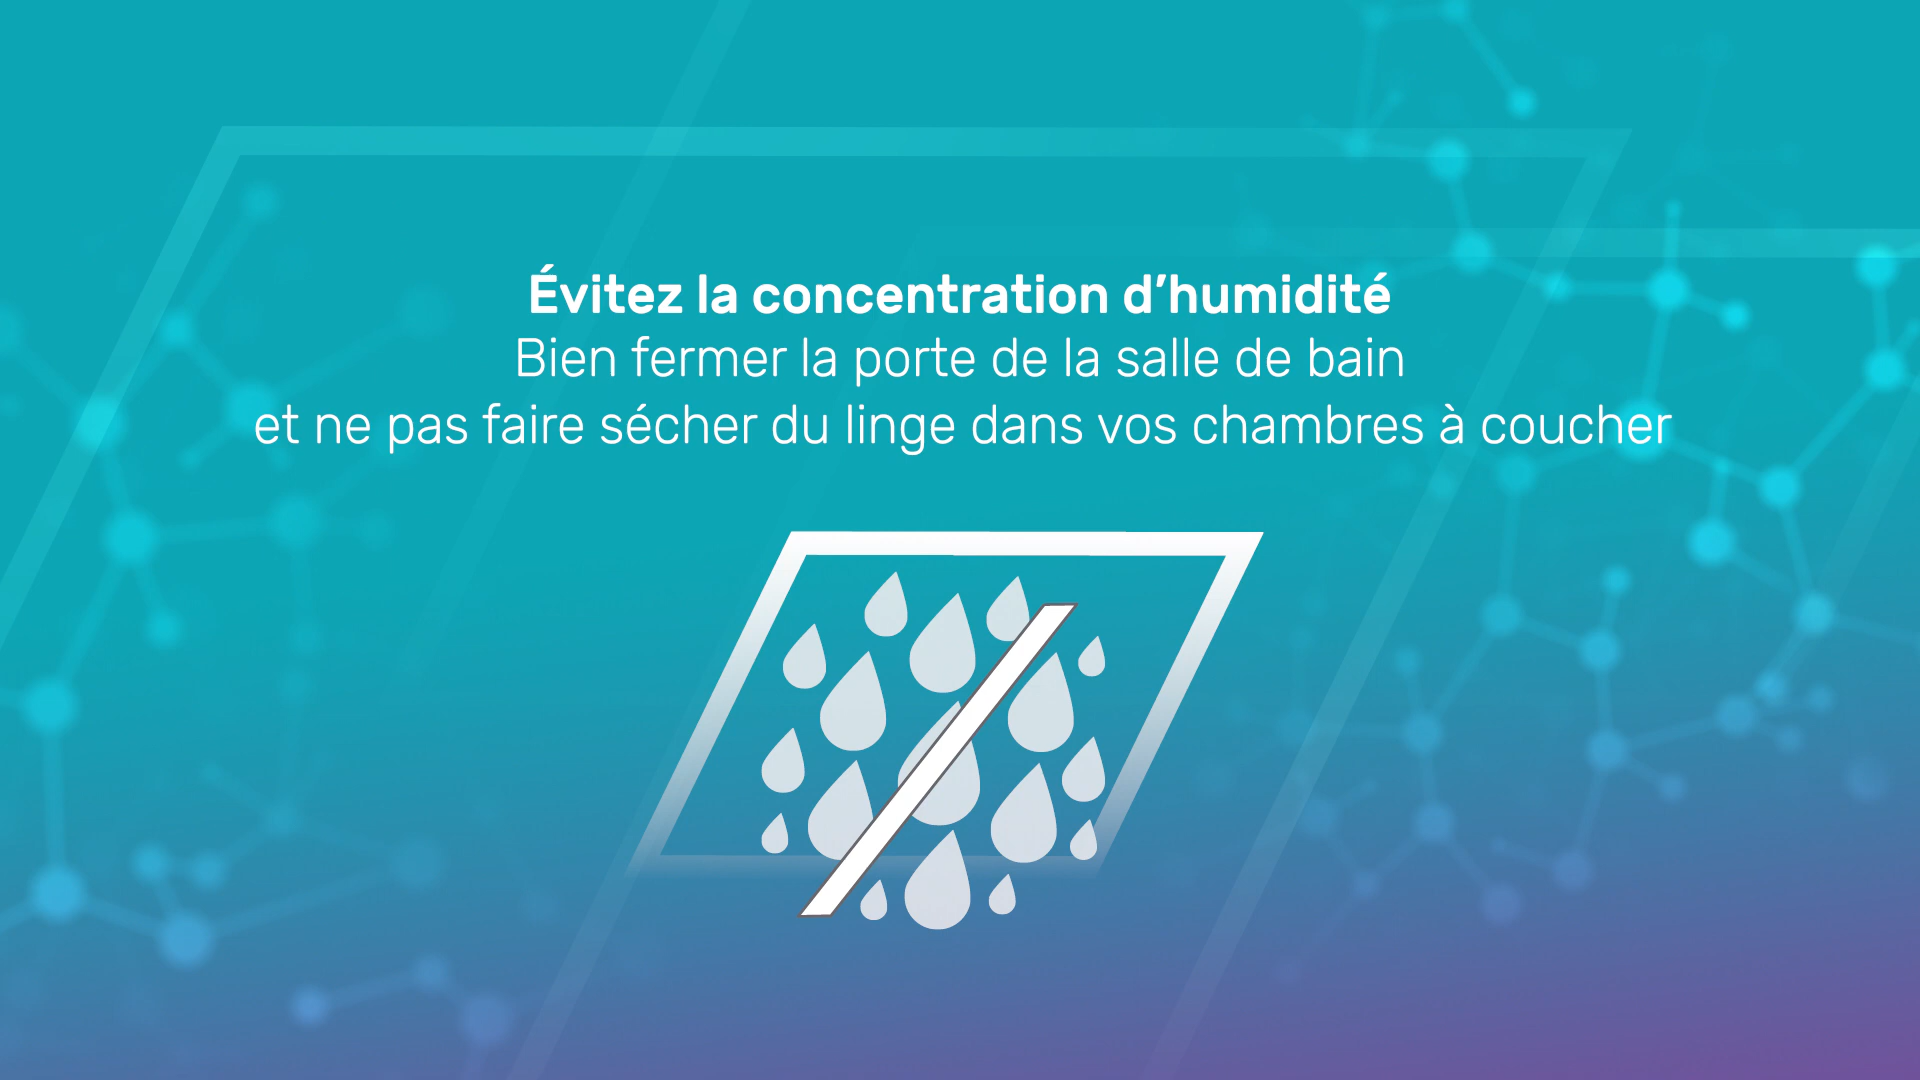 Évitez la concentration d’humidité
Bien fermer la porte de la salle de bain
et ne pas faire sécher du linge dans vos chambres à coucher